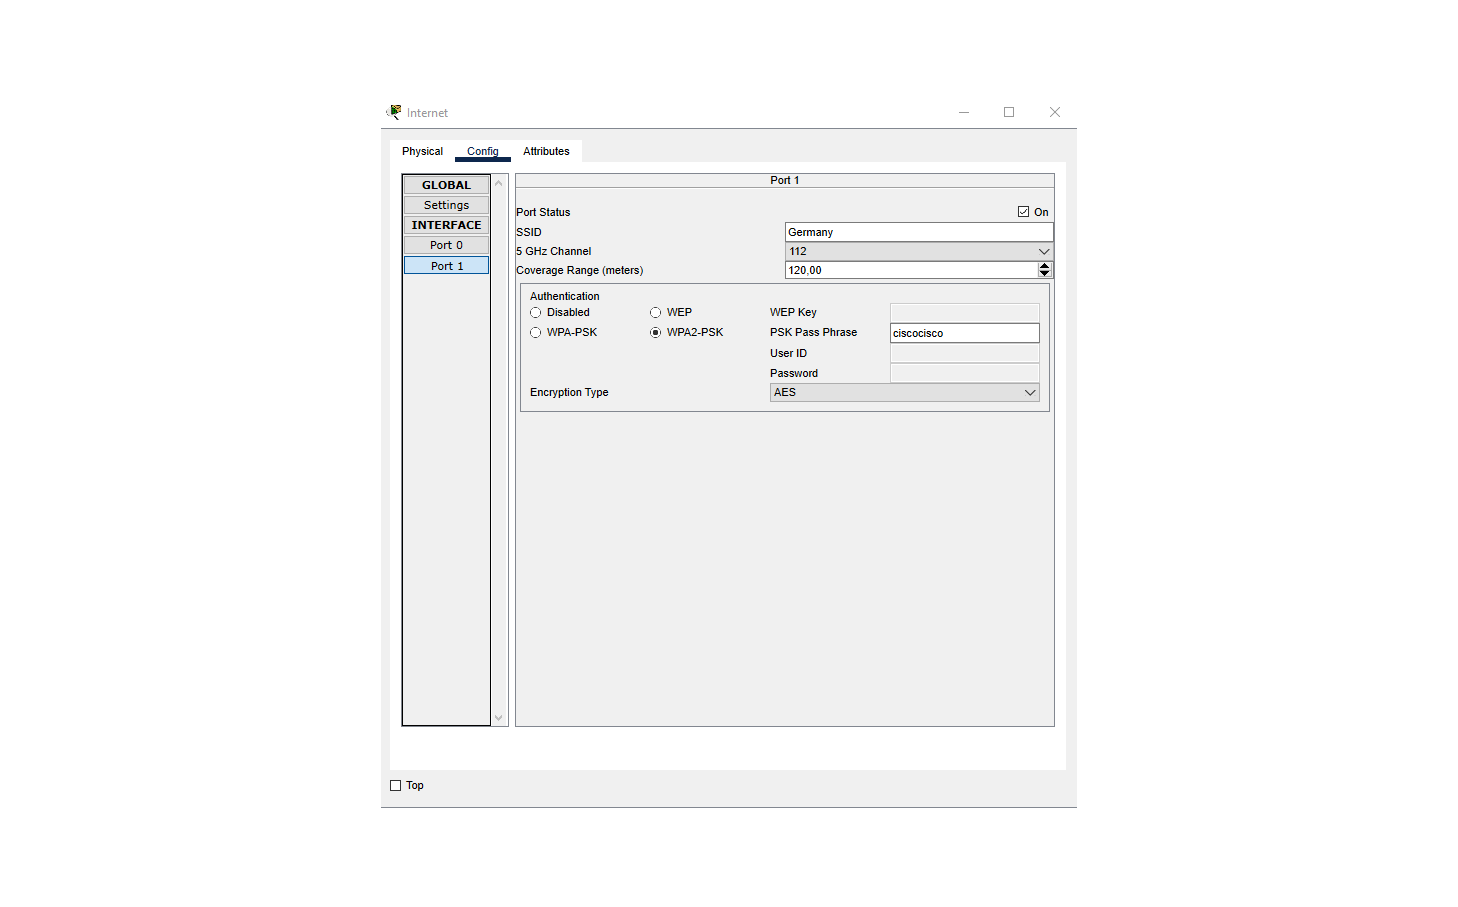 Internet
Physical Config Attributes
GLOBAL
Settings
INTERFACE
Port 0
Port 1
Port 1
Port Status On
SSID Germany
5 GHz Channel 112
Coverage Range (meters) 120,00
Authentication
Disabled WEP WEP Key
WPA-PSK WPA2-PSK PSK Pass Phrase ciscocisco
User ID
Password
Encryption Type AES
Top